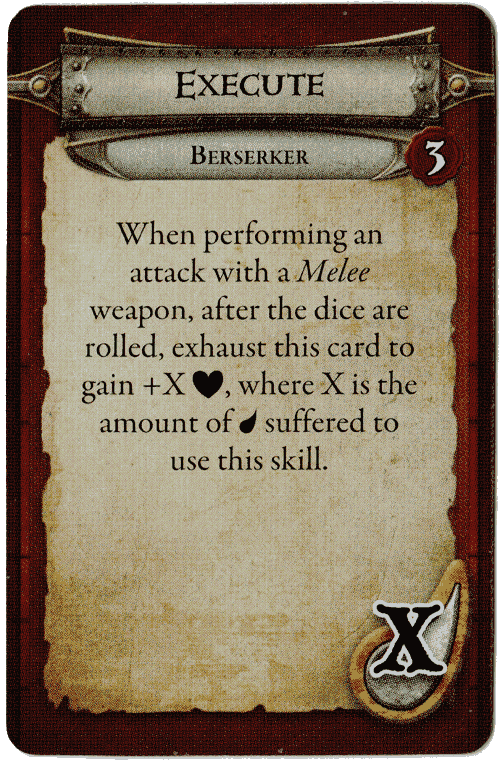 Execute
Berserker
3
When performing an
attack with a Melee
weapon, after the dice are
rolled, exhaust this card to
gain +X ♥, where X is the
amount of suffered to
use this skill.
X